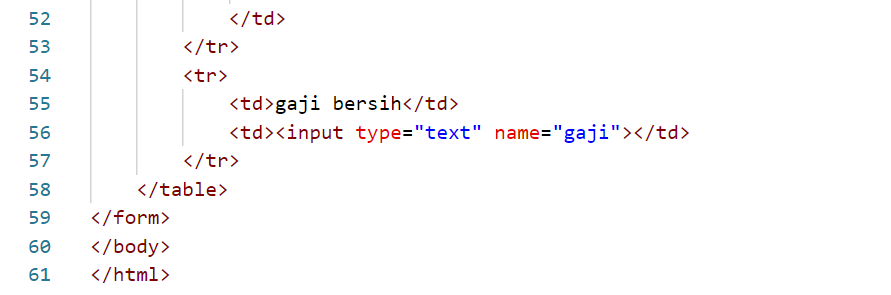 52 </td>
53 </tr>
54 <tr>
55 <td>gaji bersih</td>
56 <td><input type="text" name="gaji"></td>
57 </tr>
58 </table>
59 </form>
60 </body>
61 </html>